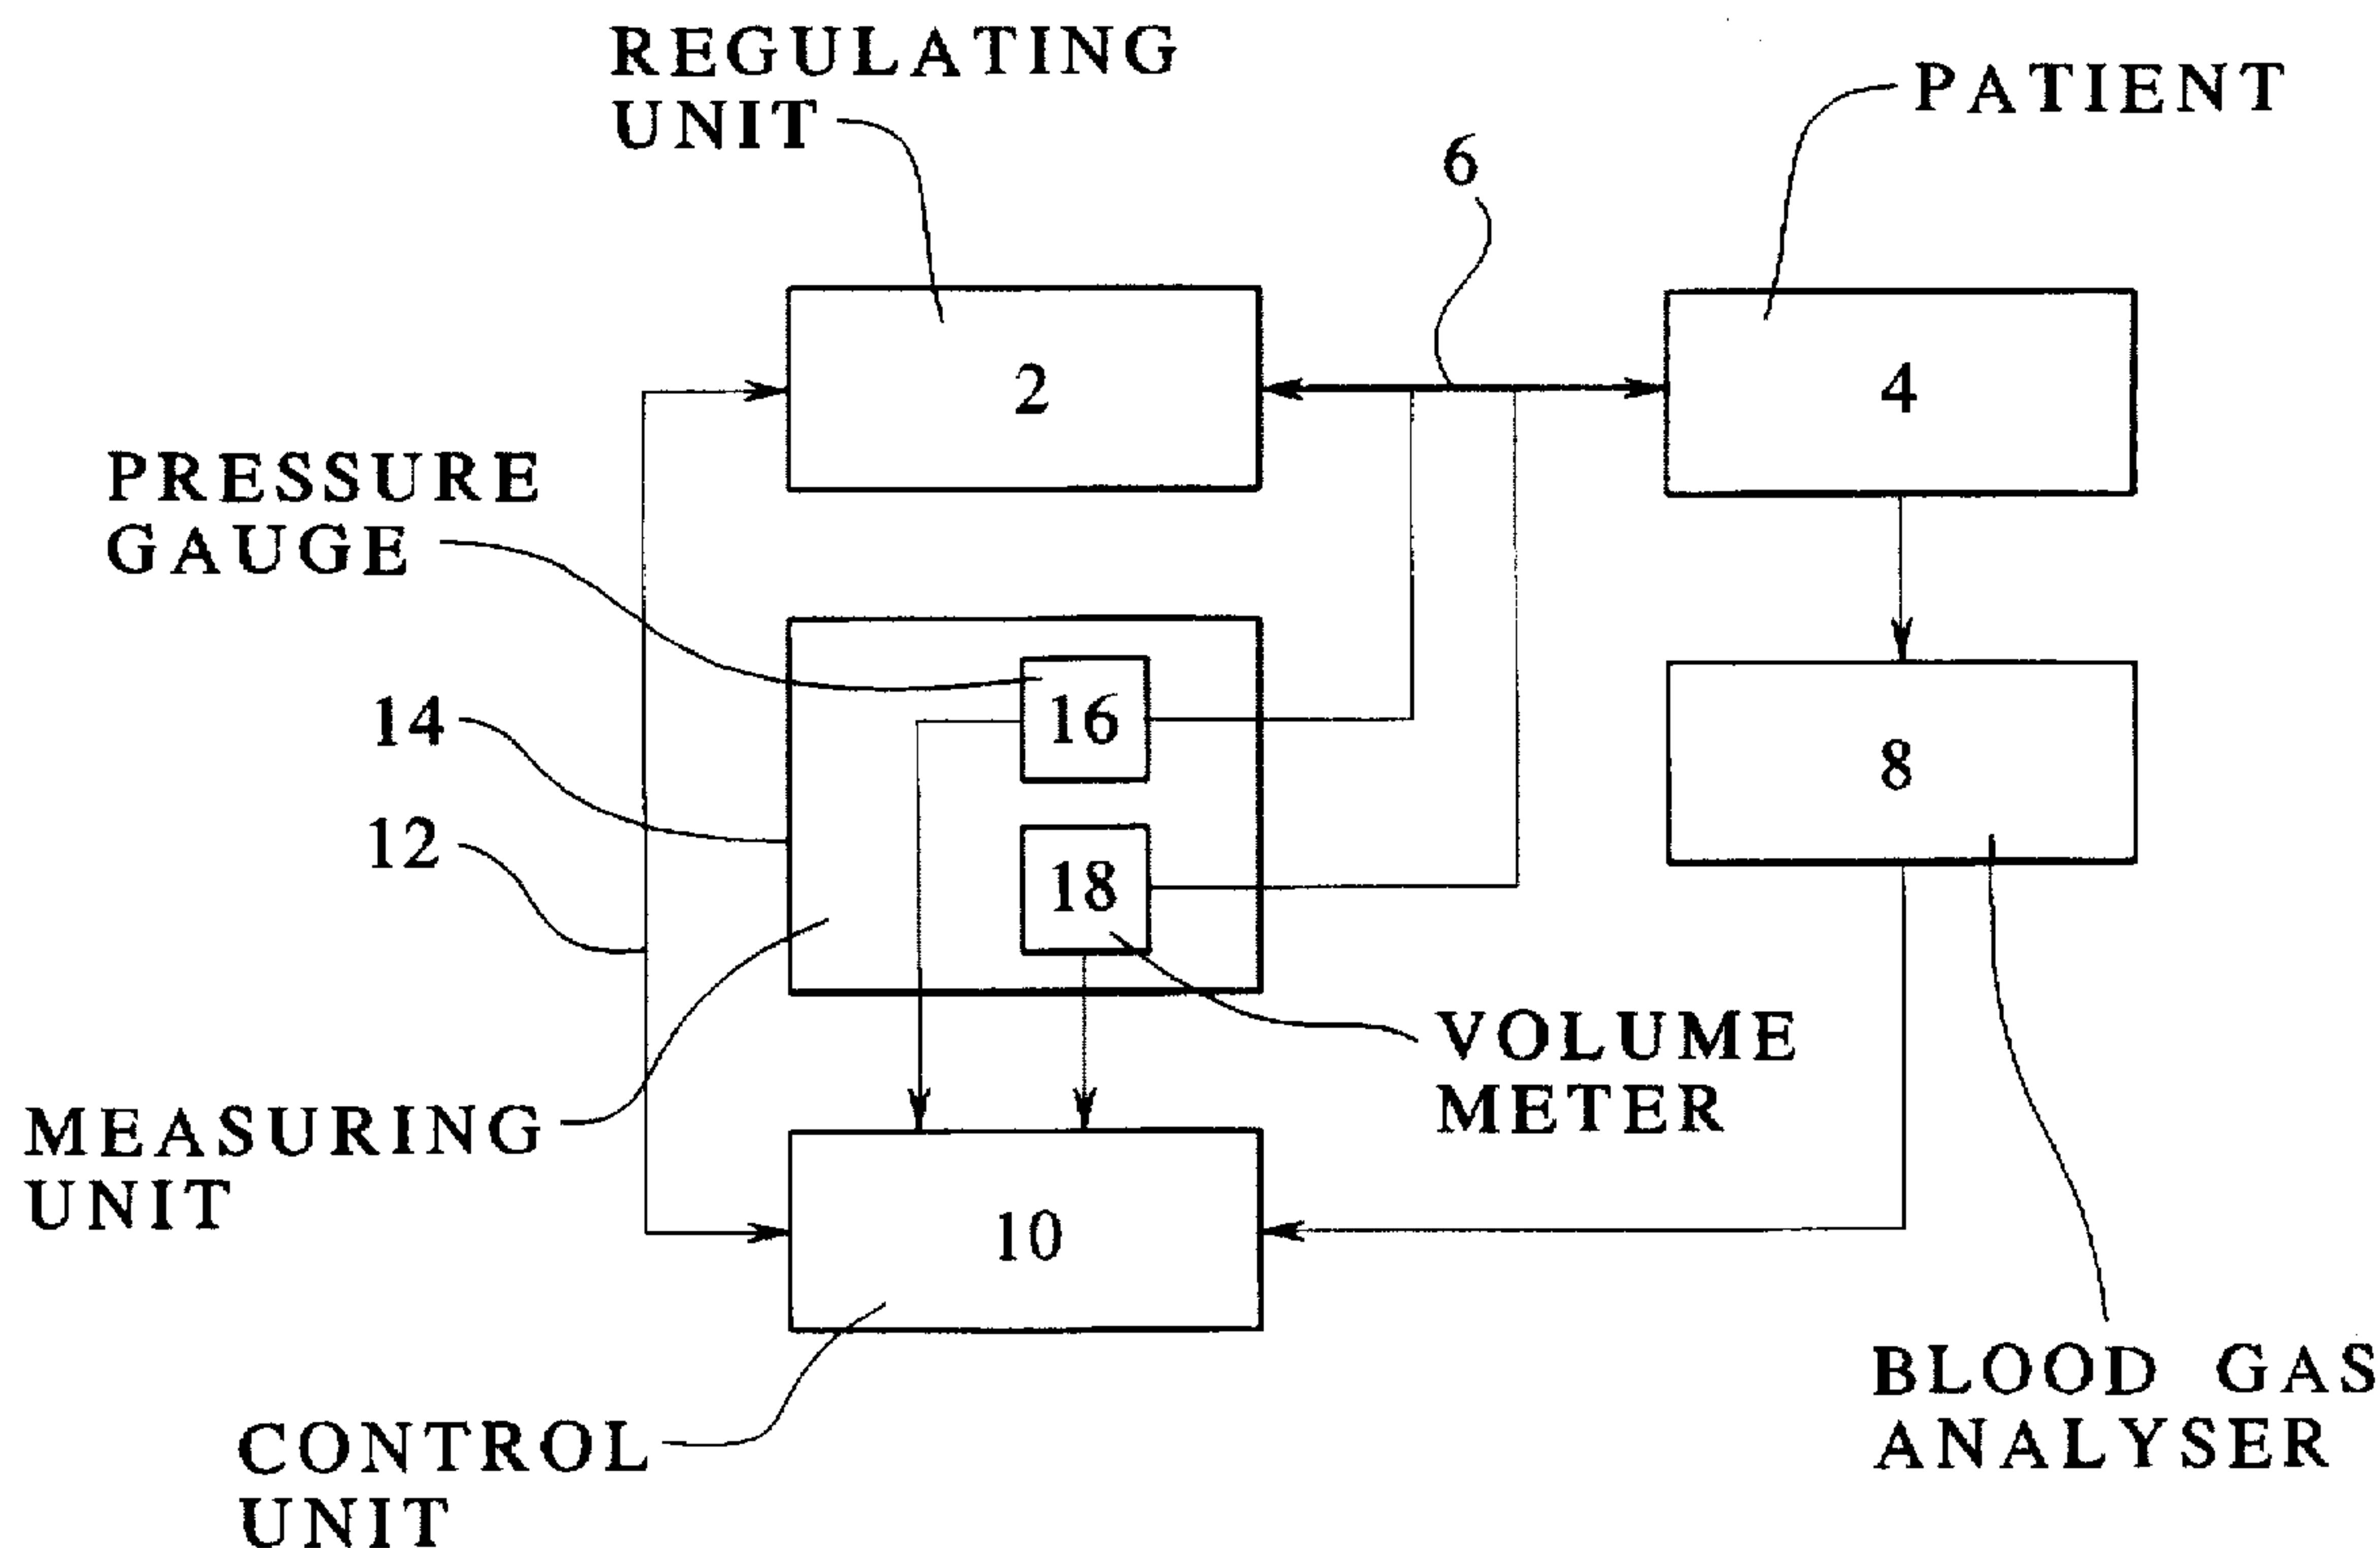 REGULATING
UNIT
PATIENT
6
2
4
PRESSURE
GAUGE
14
16
8
12
18
VOLUME
METER
MEASURING
UNIT
10
BLOOD GAS
ANALYSER
CONTROL
UNIT